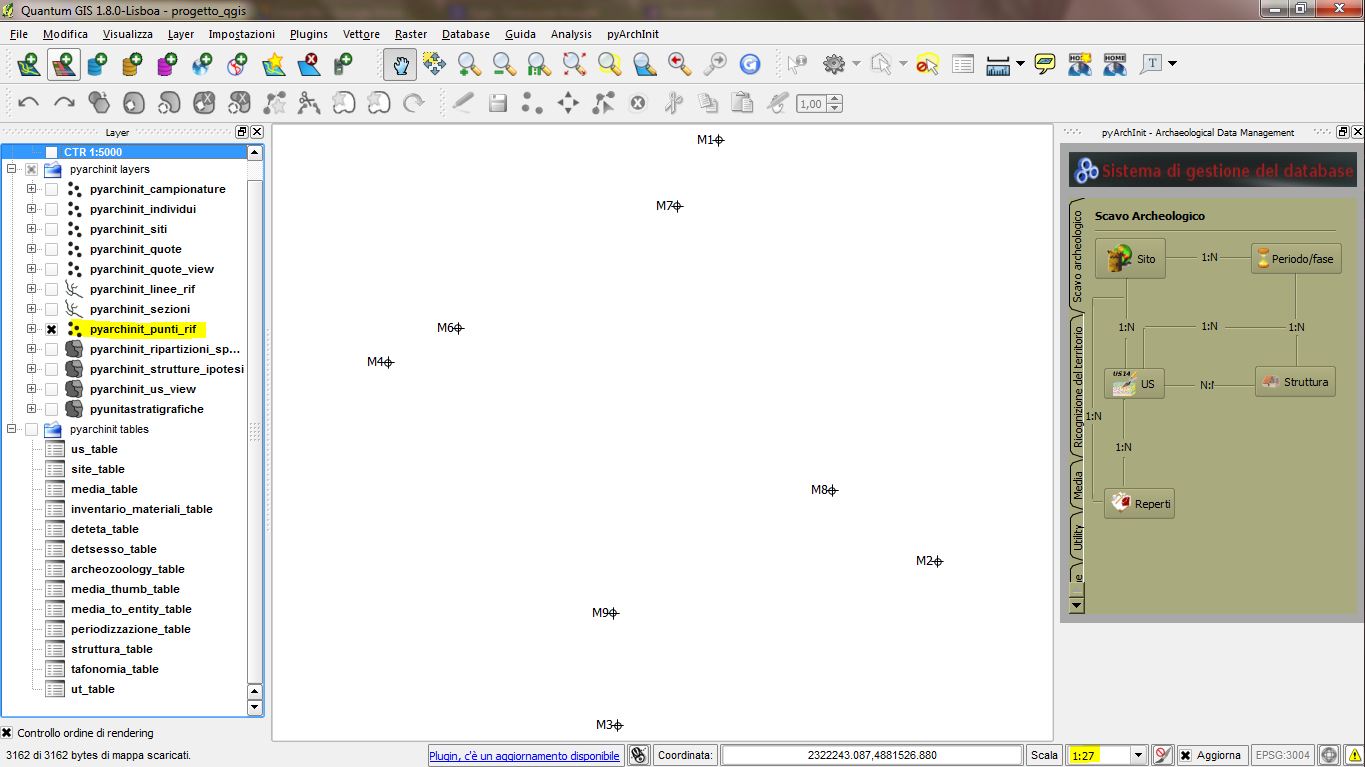 Quantum GIS 1.8.0-Lisboa - progetto_qgis
File Modifica Visualizza Layer Impostazioni Plugins Vettore Raster Database Guida Analysis pyArchInit
1,00
Layer
CTR 1:5000
pyarchinit layers
pyarchinit_campionature
pyarchinit_individui
pyarchinit_siti
pyarchinit_quote
pyarchinit_quote_view
pyarchinit_linee_rif
pyarchinit_sezioni
pyarchinit_punti_rif
pyarchinit_ripartizioni_sp...
pyarchinit_strutture_ipotesi
pyarchinit_us_view
pyunitastratigrafiche
pyarchinit tables
us_table
site_table
media_table
inventario_materiali_table
deteta_table
detsesso_table
archeozoology_table
media_thumb_table
media_to_entity_table
periodizzazione_table
struttura_table
tafonomia_table
ut_table
Controllo ordine di rendering
M1
M7
M6
M4
M8
M2
M9
M3
pyArchInit - Archaeological Data Management
Sistema di gestione del database
Scavo archeologico
Ricognizione del territorio
Media
Utility
Scavo Archeologico
Sito 1:N Periodo/fase
1:N 1:N 1:N
US14
US N:N Struttura
1:N
1:N
Reperti
3162 di 3162 bytes di mappa scaricati. Plugin, c'è un aggiornamento disponibile Coordinata: 2322243.087,4881526.880 Scala 1:27 Aggiorna EPSG:3004